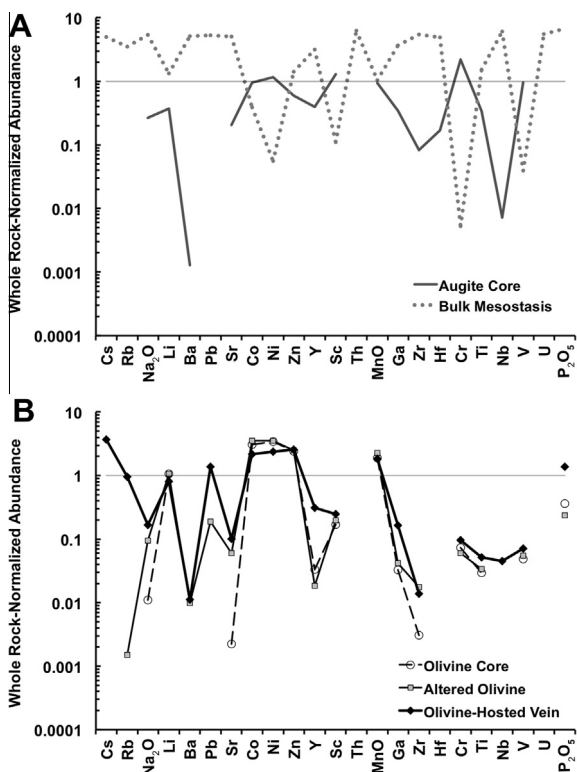 A
Whole Rock-Normalized Abundance
10
1
0.1
0.01
0.001
0.0001
Augite Core
Bulk Mesostasis
Cs Rb Na₂O Li Ba Pb Sr Co Ni Zn Y Sc Th MnO Ga Zr Hf Cr Ti Nb V U P₂O₅
B
Whole Rock-Normalized Abundance
10
1
0.1
0.01
0.001
0.0001
Olivine Core
Altered Olivine
Olivine-Hosted Vein
Cs Rb Na₂O Li Ba Pb Sr Co Ni Zn Y Sc Th MnO Ga Zr Hf Cr Ti Nb V U P₂O₅